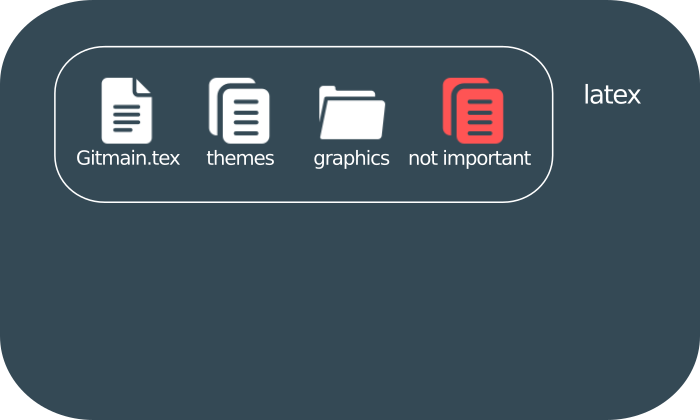 latex
Gitmain.tex
themes
graphics
not important